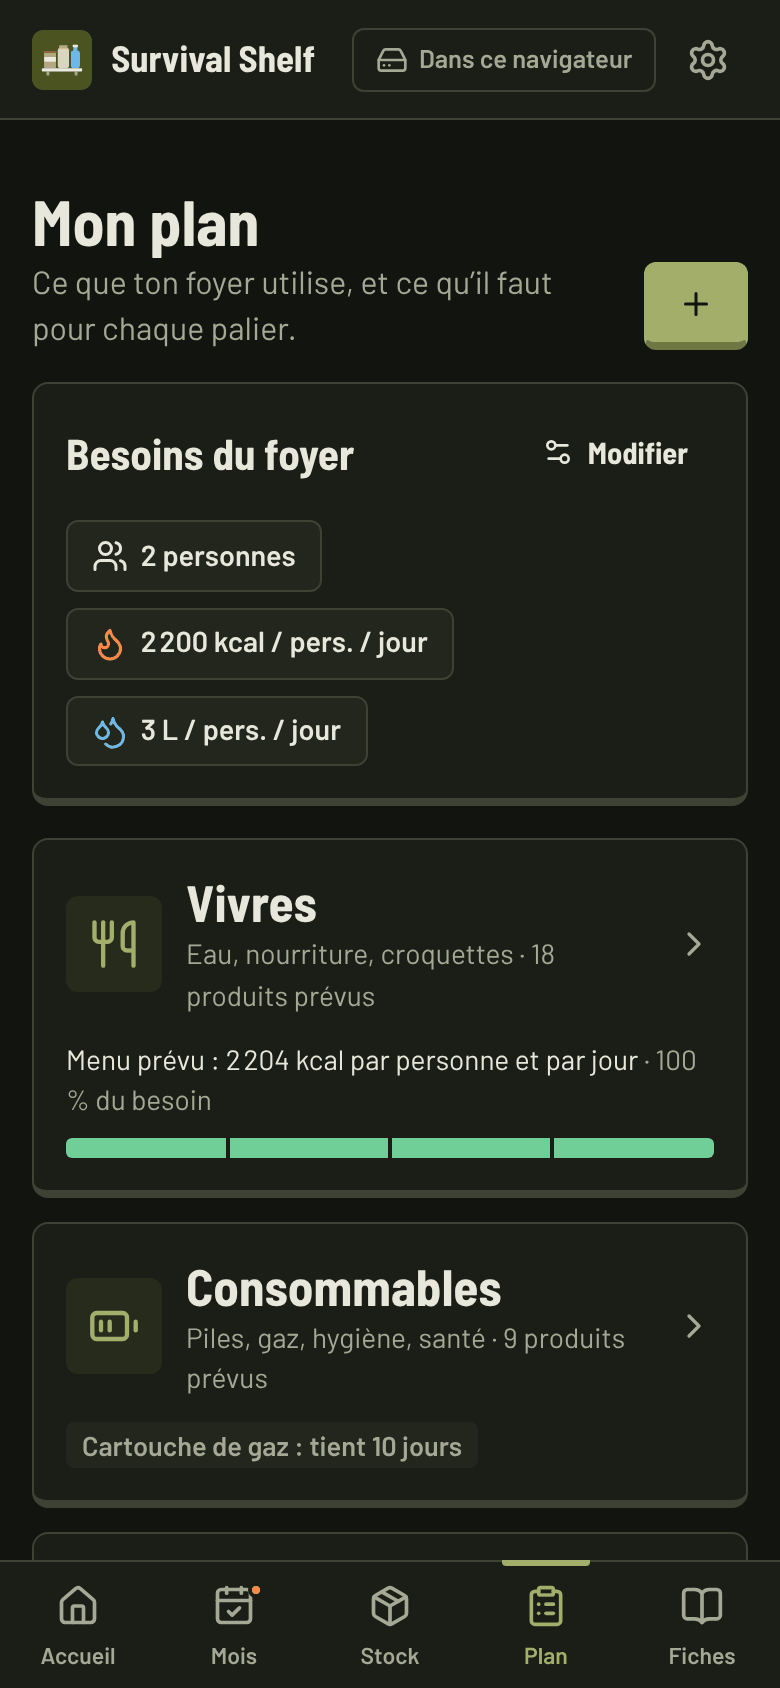 Survival Shelf
Dans ce navigateur
Mon plan
Ce que ton foyer utilise, et ce qu’il faut
pour chaque palier.
Besoins du foyer
Modifier
2 personnes
2 200 kcal / pers. / jour
3 L / pers. / jour
Vivres
Eau, nourriture, croquettes · 18
produits prévus
Menu prévu : 2 204 kcal par personne et par jour · 100
% du besoin
Consommables
Piles, gaz, hygiène, santé · 9 produits
prévus
Cartouche de gaz : tient 10 jours
Accueil
Mois
Stock
Plan
Fiches